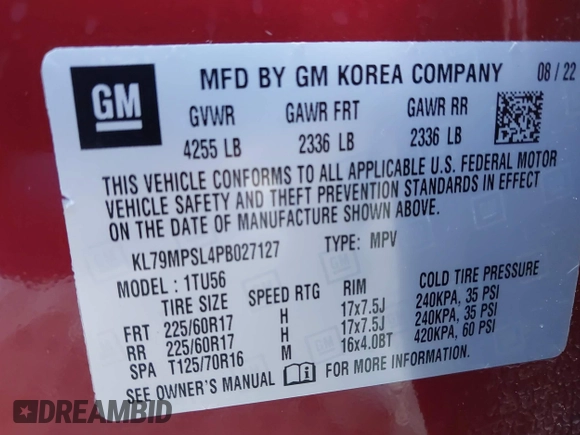 GM
MFD BY GM KOREA COMPANY 08 / 22
GVWR GAWR FRT GAWR RR
4255 LB 2336 LB 2336 LB
THIS VEHICLE CONFORMS TO ALL APPLICABLE U.S. FEDERAL MOTOR
VEHICLE SAFETY AND THEFT PREVENTION STANDARDS IN EFFECT
ON THE DATE OF MANUFACTURE SHOWN ABOVE.
KL79MPSL4PB027127 TYPE: MPV
MODEL : 1TU56
TIRE SIZE SPEED RTG RIM COLD TIRE PRESSURE
FRT 225/60R17 H 17x7.5J 240KPA, 35 PSI
RR 225/60R17 H 17x7.5J 240KPA, 35 PSI
SPA T125/70R16 M 16x4.0BT 420KPA, 60 PSI
SEE OWNER'S MANUAL FOR MORE INFORMATION.
DREAMBID